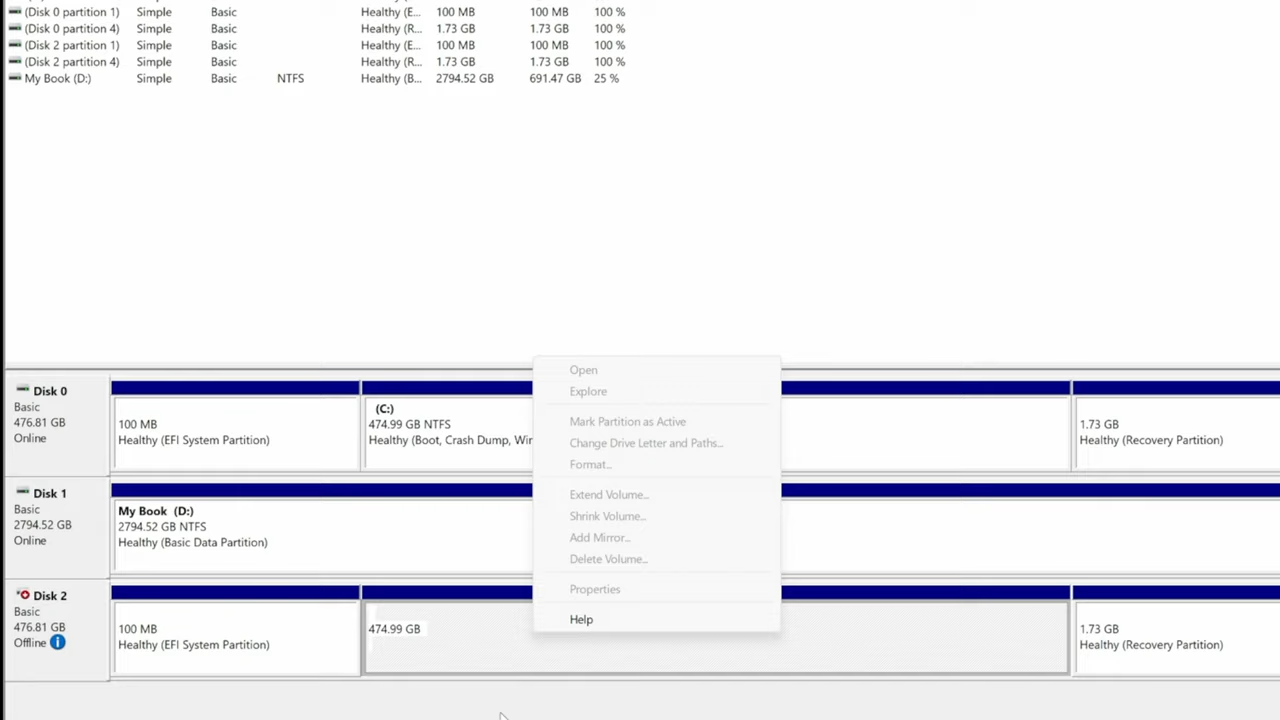 (Disk 0 partition 1) Simple Basic Healthy (E... 100 MB 100 MB 100 %
(Disk 0 partition 4) Simple Basic Healthy (R... 1.73 GB 1.73 GB 100 %
(Disk 2 partition 1) Simple Basic Healthy (E... 100 MB 100 MB 100 %
(Disk 2 partition 4) Simple Basic Healthy (R... 1.73 GB 1.73 GB 100 %
My Book (D:) Simple Basic NTFS Healthy (B... 2794.52 GB 691.47 GB 25 %
Disk 0
Basic
476.81 GB
Online
100 MB
Healthy (EFI System Partition)
(C:)
474.99 GB NTFS
Healthy (Boot, Crash Dump, Wir
1.73 GB
Healthy (Recovery Partition)
Disk 1
Basic
2794.52 GB
Online
My Book (D:)
2794.52 GB NTFS
Healthy (Basic Data Partition)
Disk 2
Basic
476.81 GB
Offline
100 MB
Healthy (EFI System Partition)
474.99 GB
1.73 GB
Healthy (Recovery Partition)
Open
Explore
Mark Partition as Active
Change Drive Letter and Paths...
Format...
Extend Volume...
Shrink Volume...
Add Mirror...
Delete Volume...
Properties
Help